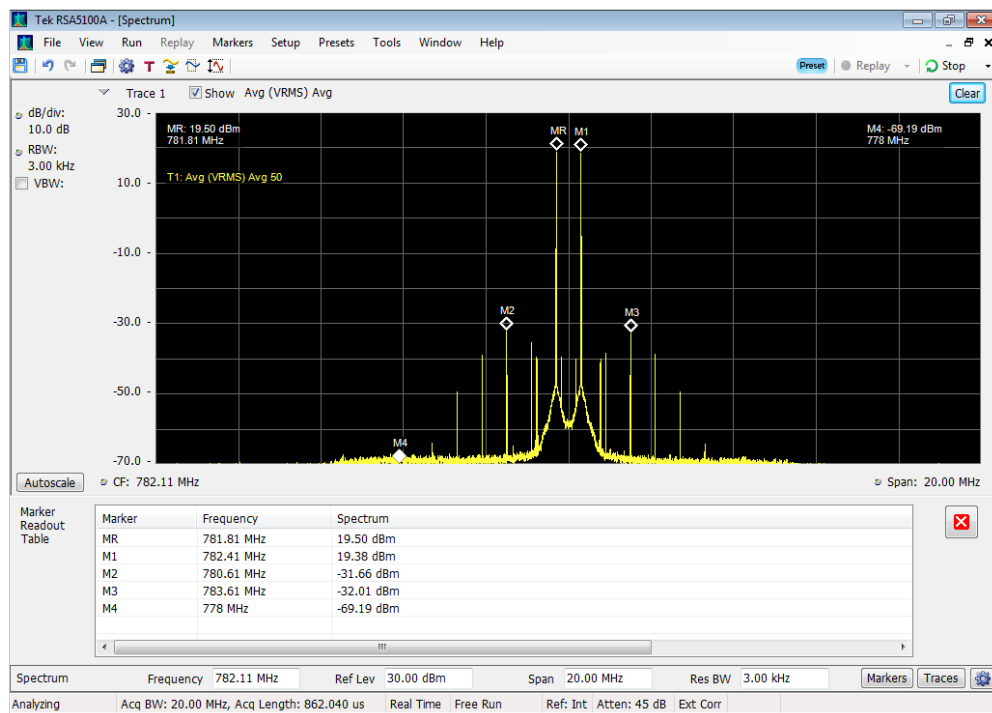 Tek RSA5100A - [Spectrum]
File View Run Replay Markers Setup Presets Tools Window Help
T Preset Replay Stop
Trace 1 Show Avg (VRMS) Avg Clear
dB/div:
10.0 dB
RBW:
3.00 kHz
VBW:
30.0 -
10.0 -
-10.0 -
-30.0 -
-50.0 -
-70.0 -
MR: 19.50 dBm
781.81 MHz
T1: Avg (VRMS) Avg 50
MR M1
M4: -69.19 dBm
778 MHz
M2
M3
M4
Autoscale CF: 782.11 MHz Span: 20.00 MHz
Marker
Readout
Table
Marker Frequency Spectrum
MR 781.81 MHz 19.50 dBm
M1 782.41 MHz 19.38 dBm
M2 780.61 MHz -31.66 dBm
M3 783.61 MHz -32.01 dBm
M4 778 MHz -69.19 dBm
Spectrum Frequency 782.11 MHz Ref Lev 30.00 dBm Span 20.00 MHz Res BW 3.00 kHz Markers Traces
Analyzing Acq BW: 20.00 MHz, Acq Length: 862.040 us Real Time Free Run Ref: Int Atten: 45 dB Ext Corr